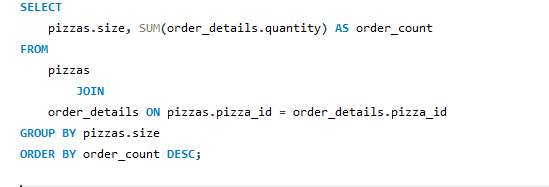 SELECT
    pizzas.size, SUM(order_details.quantity) AS order_count
FROM
    pizzas
        JOIN
    order_details ON pizzas.pizza_id = order_details.pizza_id
GROUP BY pizzas.size
ORDER BY order_count DESC;